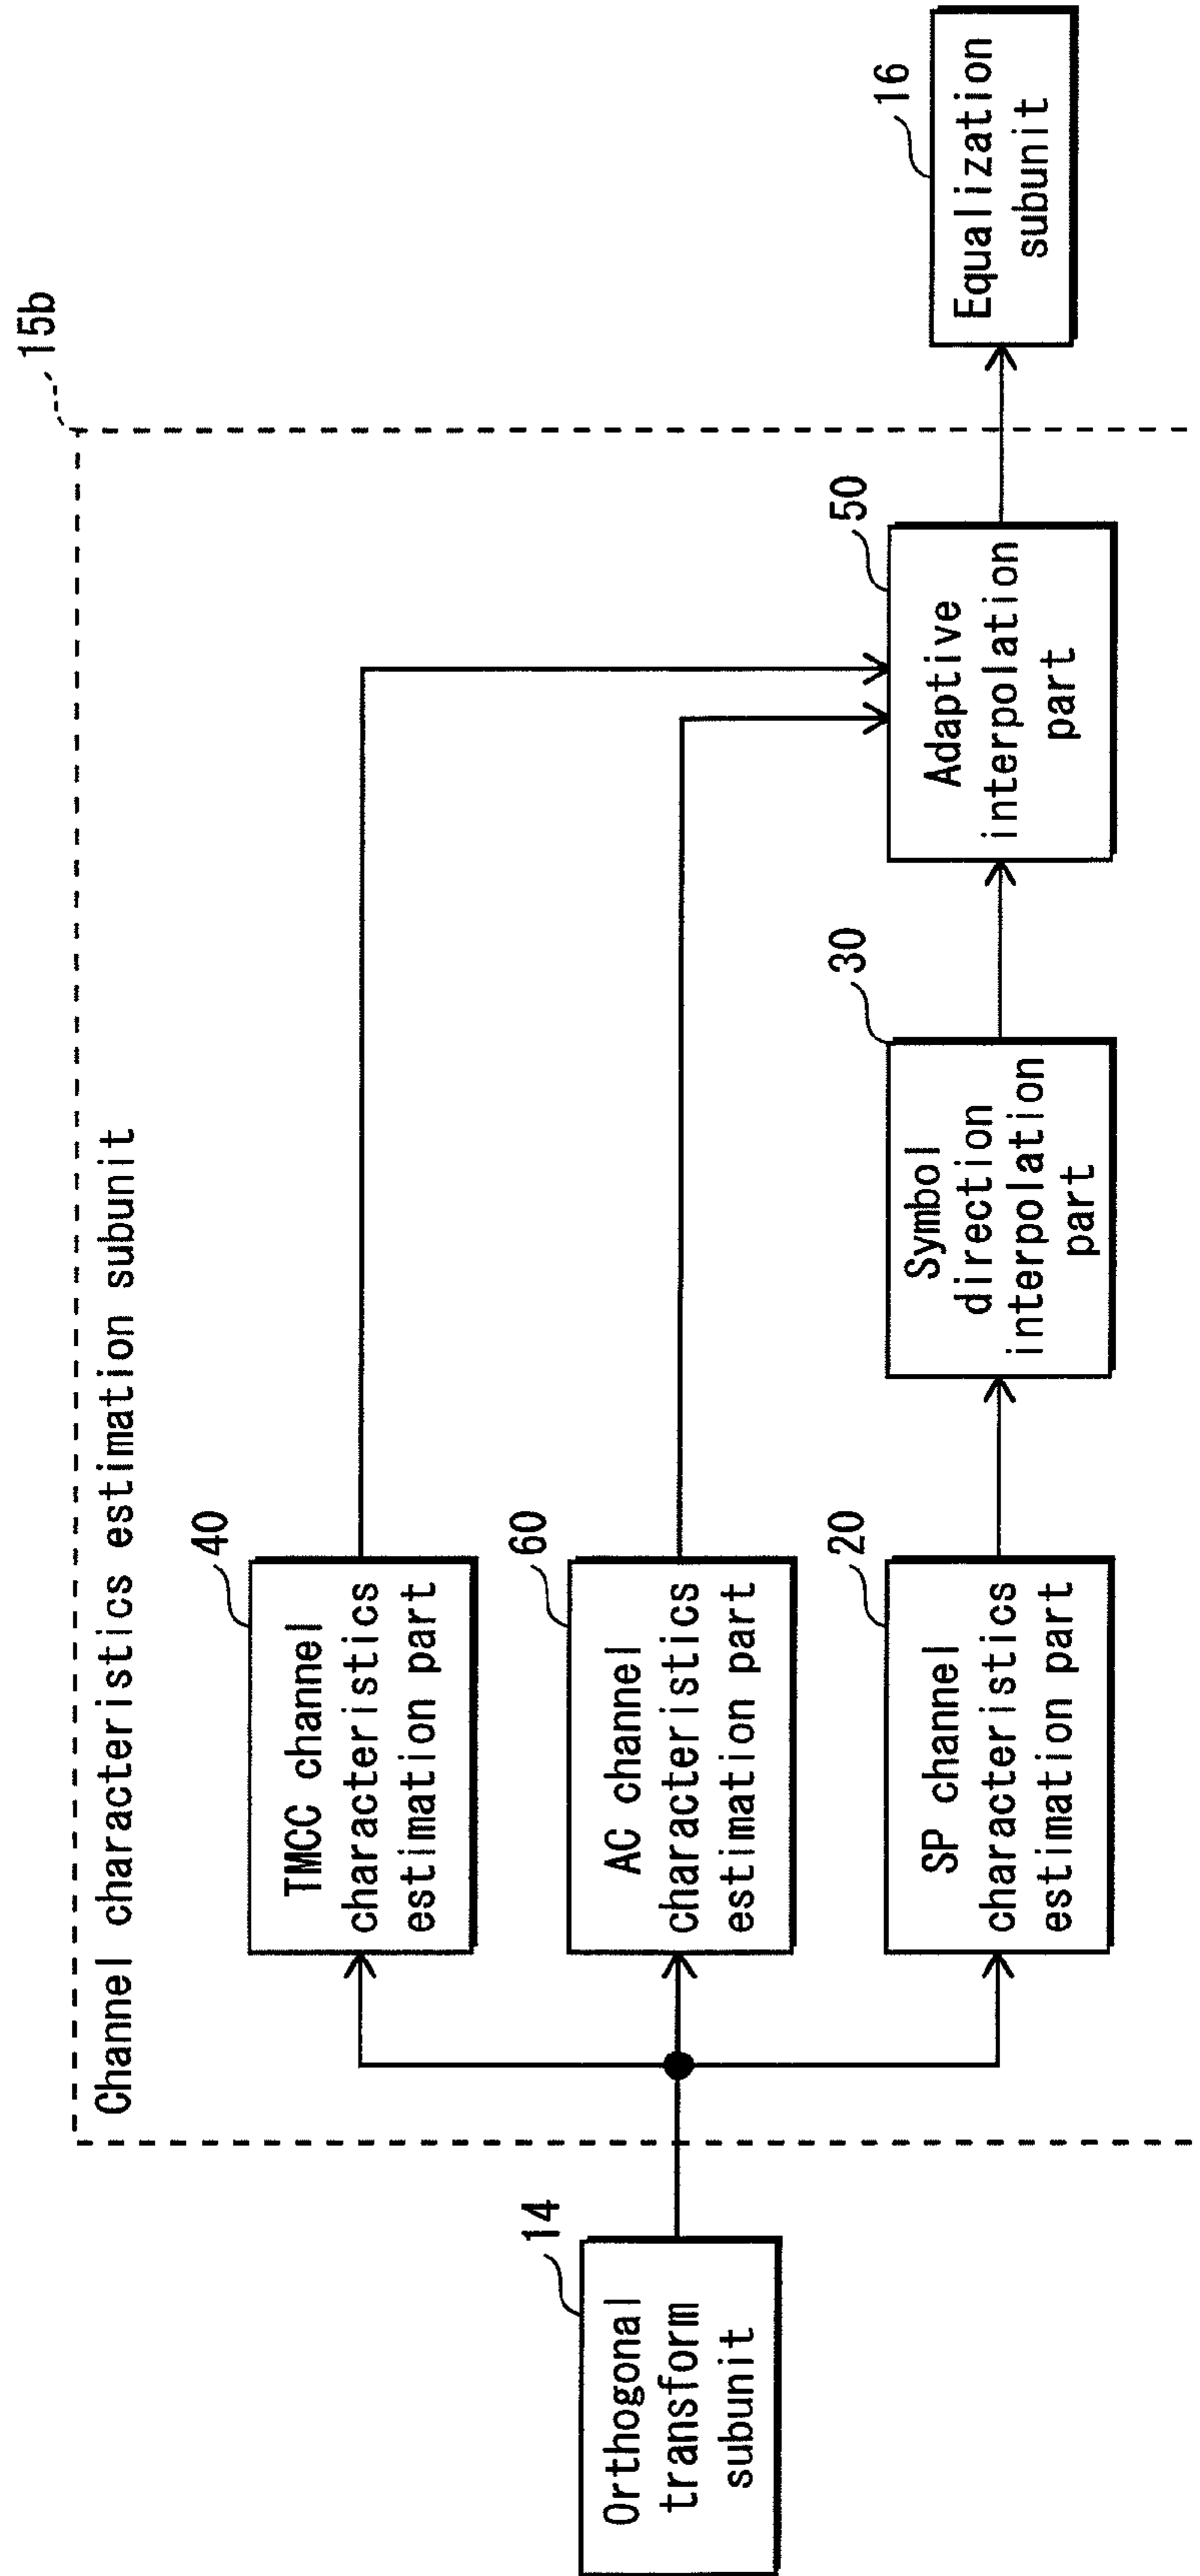 15b
Channel characteristics estimation subunit
14
Orthogonal
transform
subunit
40
TMCC channel
characteristics
estimation part
60
AC channel
characteristics
estimation part
20
SP channel
characteristics
estimation part
30
Symbol
direction
interpolation
part
50
Adaptive
interpolation
part
16
Equalization
subunit